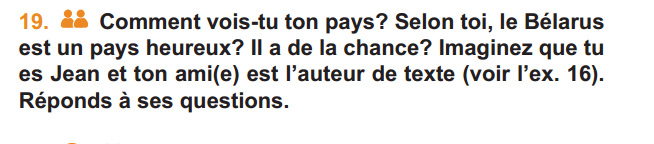 19. Comment vois-tu ton pays? Selon toi, le Bélarus
est un pays heureux? Il a de la chance? Imaginez que tu
es Jean et ton ami(e) est l’auteur de texte (voir l’ex. 16).
Réponds à ses questions.